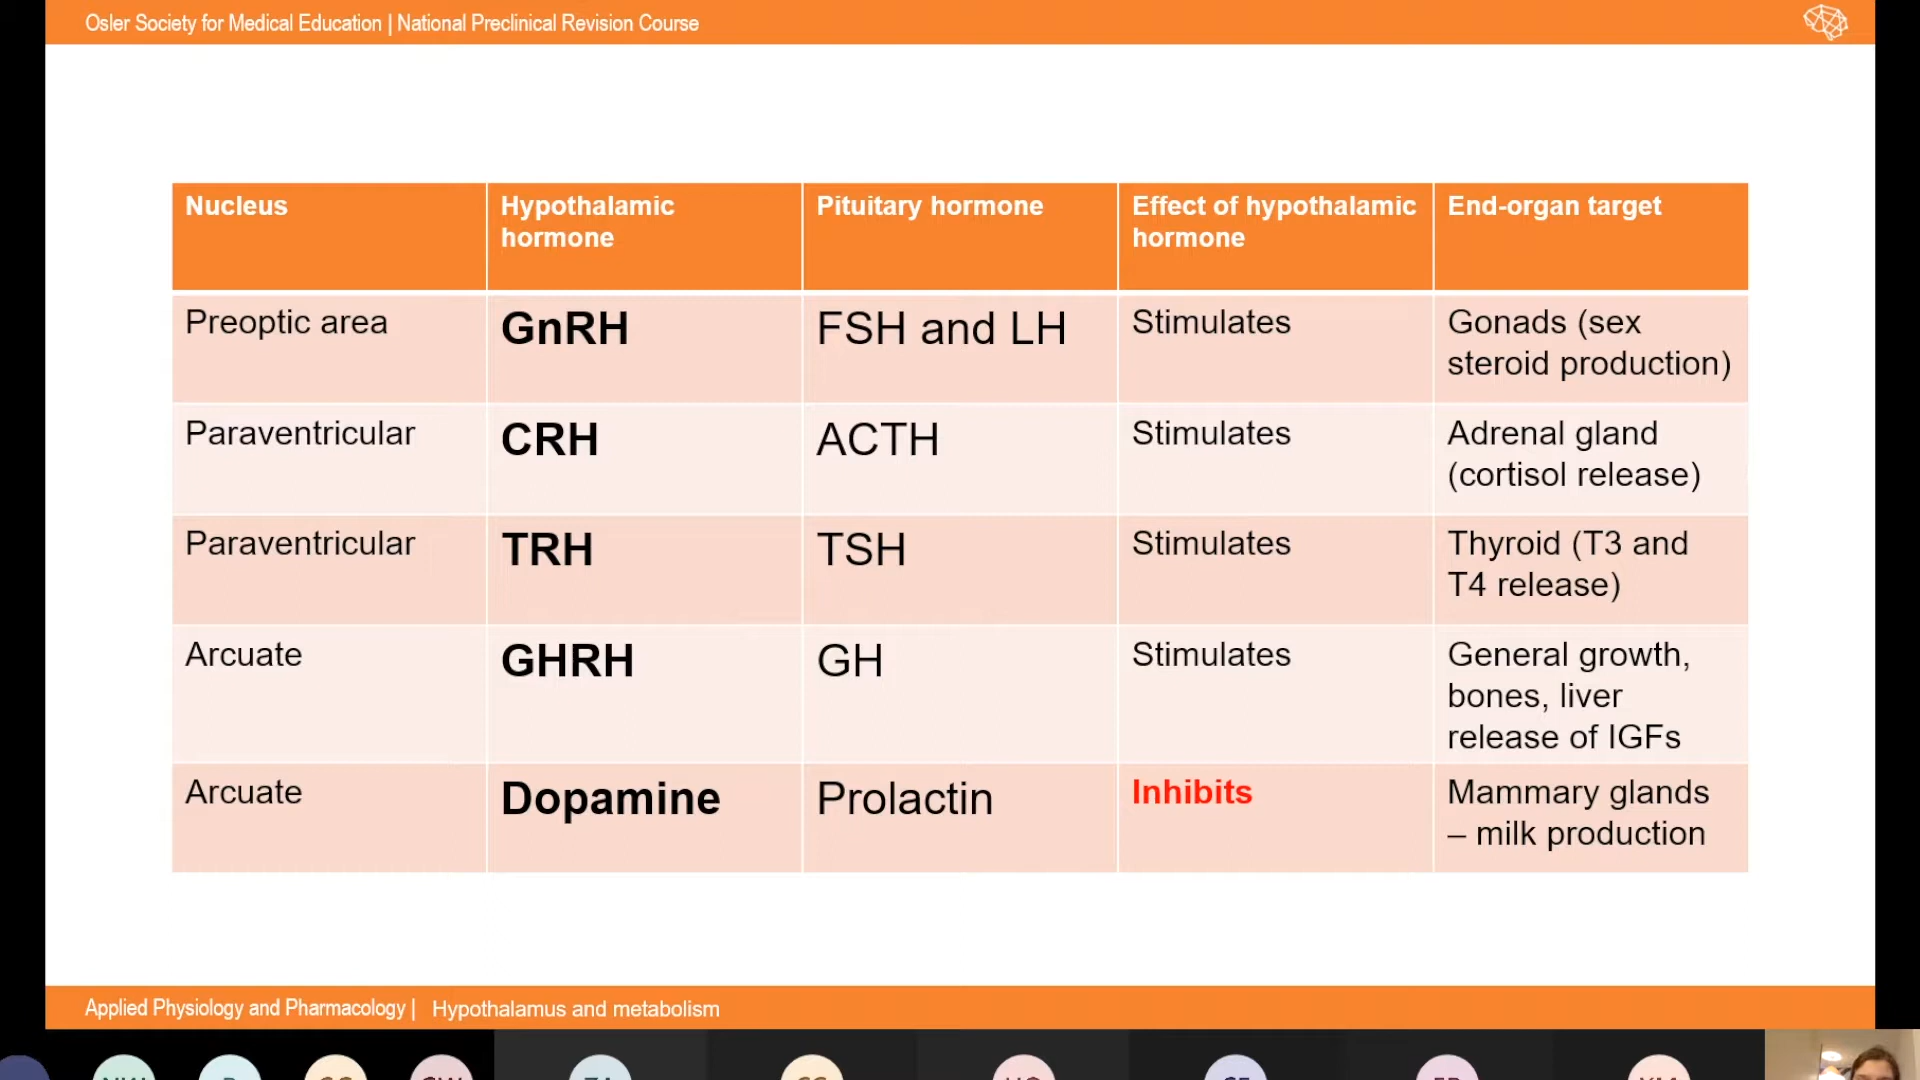 Osler Society for Medical Education | National Preclinical Revision Course
Nucleus
Hypothalamic
hormone
Pituitary hormone
Effect of hypothalamic
hormone
End-organ target
Preoptic area
GnRH
FSH and LH
Stimulates
Gonads (sex
steroid production)
Paraventricular
CRH
ACTH
Stimulates
Adrenal gland
(cortisol release)
Paraventricular
TRH
TSH
Stimulates
Thyroid (T3 and
T4 release)
Arcuate
GHRH
GH
Stimulates
General growth,
bones, liver
release of IGFs
Arcuate
Dopamine
Prolactin
Inhibits
Mammary glands
– milk production
Applied Physiology and Pharmacology | Hypothalamus and metabolism